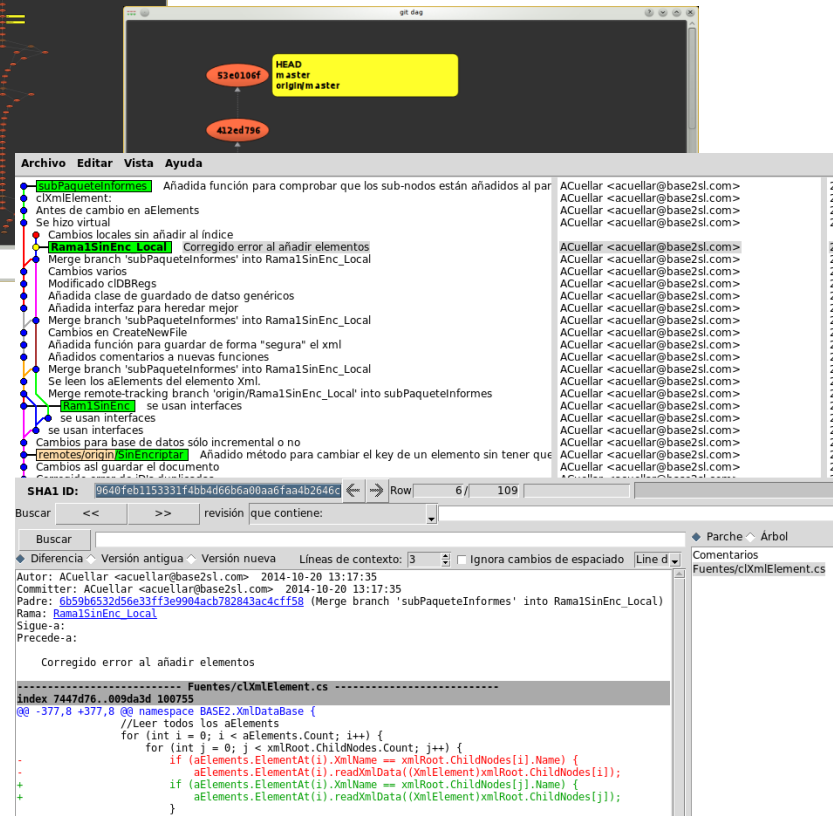 git dag
53e0106f
HEAD
master
origin/master
412ed796
Archivo Editar Vista Ayuda
subPaqueteInformes Añadida función para comprobar que los sub-nodos están añadidos al par ACuellar <acuellar@base2sl.com>
clXmlElement: ACuellar <acuellar@base2sl.com>
Antes de cambio en aElements ACuellar <acuellar@base2sl.com>
Se hizo virtual ACuellar <acuellar@base2sl.com>
Cambios locales sin añadir al índice
Rama1SinEnc_Local Corregido error al añadir elementos ACuellar <acuellar@base2sl.com>
Merge branch 'subPaqueteInformes' into Rama1SinEnc_Local ACuellar <acuellar@base2sl.com>
Cambios varios ACuellar <acuellar@base2sl.com>
Modificado clDBRegs ACuellar <acuellar@base2sl.com>
Añadida clase de guardado de datso genéricos ACuellar <acuellar@base2sl.com>
Añadida interfaz para heredar mejor ACuellar <acuellar@base2sl.com>
Merge branch 'subPaqueteInformes' into Rama1SinEnc_Local ACuellar <acuellar@base2sl.com>
Cambios en CreateNewFile ACuellar <acuellar@base2sl.com>
Añadida función para guardar de forma "segura" el xml ACuellar <acuellar@base2sl.com>
Añadidos comentarios a nuevas funciones ACuellar <acuellar@base2sl.com>
Merge branch 'subPaqueteInformes' into Rama1SinEnc_Local ACuellar <acuellar@base2sl.com>
Se leen los aElements del elemento Xml. ACuellar <acuellar@base2sl.com>
Merge remote-tracking branch 'origin/Rama1SinEnc_Local' into subPaqueteInformes ACuellar <acuellar@base2sl.com>
Ram1SinEnc se usan interfaces ACuellar <acuellar@base2sl.com>
se usan interfaces ACuellar <acuellar@base2sl.com>
se usan interfaces ACuellar <acuellar@base2sl.com>
Cambios para base de datos sólo incremental o no ACuellar <acuellar@base2sl.com>
remotes/origin/SinEncriptar Añadido método para cambiar el key de un elemento sin tener que ACuellar <acuellar@base2sl.com>
Cambios asl guardar el documento ACuellar <acuellar@base2sl.com>
SHA1 ID: 9640feb1153331f4bb4d66b6a00aa6faa4b2646c Row 6 / 109
Buscar << >> revisión que contiene:
Buscar
Parche Árbol
Diferencia Versión antigua Versión nueva Líneas de contexto: 3 Ignora cambios de espaciado Line d
Comentarios
Fuentes/clXmlElement.cs
Autor: ACuellar <acuellar@base2sl.com> 2014-10-20 13:17:35
Committer: ACuellar <acuellar@base2sl.com> 2014-10-20 13:17:35
Padre: 6b59b6532d56e33ff3e9904acb782843ac4cff58 (Merge branch 'subPaqueteInformes' into Rama1SinEnc_Local)
Rama: Rama1SinEnc_Local
Sigue-a:
Precede-a:
Corregido error al añadir elementos
--------------------------- Fuentes/clXmlElement.cs ---------------------------
index 7447d76..009da3d 100755
@@ -377,8 +377,8 @@ namespace BASE2.XmlDataBase {
//Leer todos los aElements
for (int i = 0; i < aElements.Count; i++) {
for (int j = 0; j < xmlRoot.ChildNodes.Count; j++) {
- if (aElements.ElementAt(i).XmlName == xmlRoot.ChildNodes[i].Name) {
- aElements.ElementAt(i).readXmlData((XmlElement)xmlRoot.ChildNodes[i]);
+ if (aElements.ElementAt(i).XmlName == xmlRoot.ChildNodes[j].Name) {
+ aElements.ElementAt(i).readXmlData((XmlElement)xmlRoot.ChildNodes[j]);
}